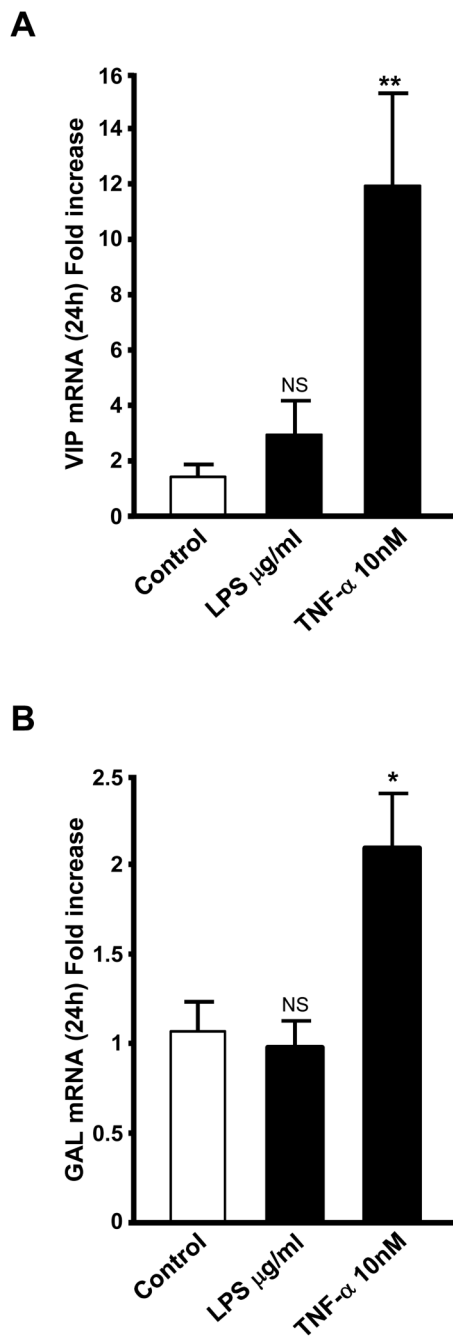 A
VIP mRNA (24h) Fold increase
16
14
12
10
8
6
4
2
0
**
NS
Control
LPS μg/ml
TNF-α 10nM
B
GAL mRNA (24h) Fold increase
2.5
2
1.5
1
0.5
0
*
NS
Control
LPS μg/ml
TNF-α 10nM